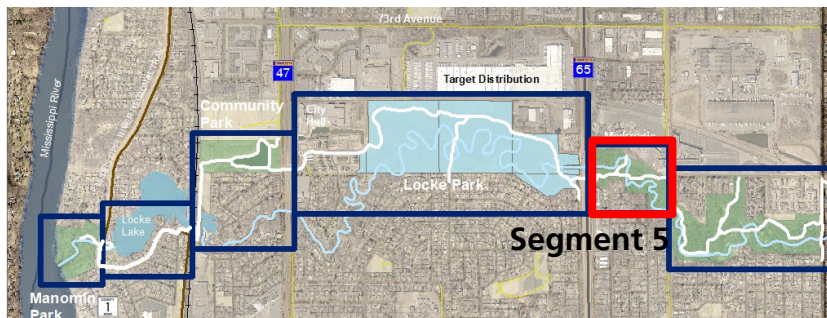 73rd Avenue
47
65
Target Distribution
Community
Park
City
Hall
Mississippi River
Locke Park
Locke
Lake
Segment 5
Manomin
Park
1